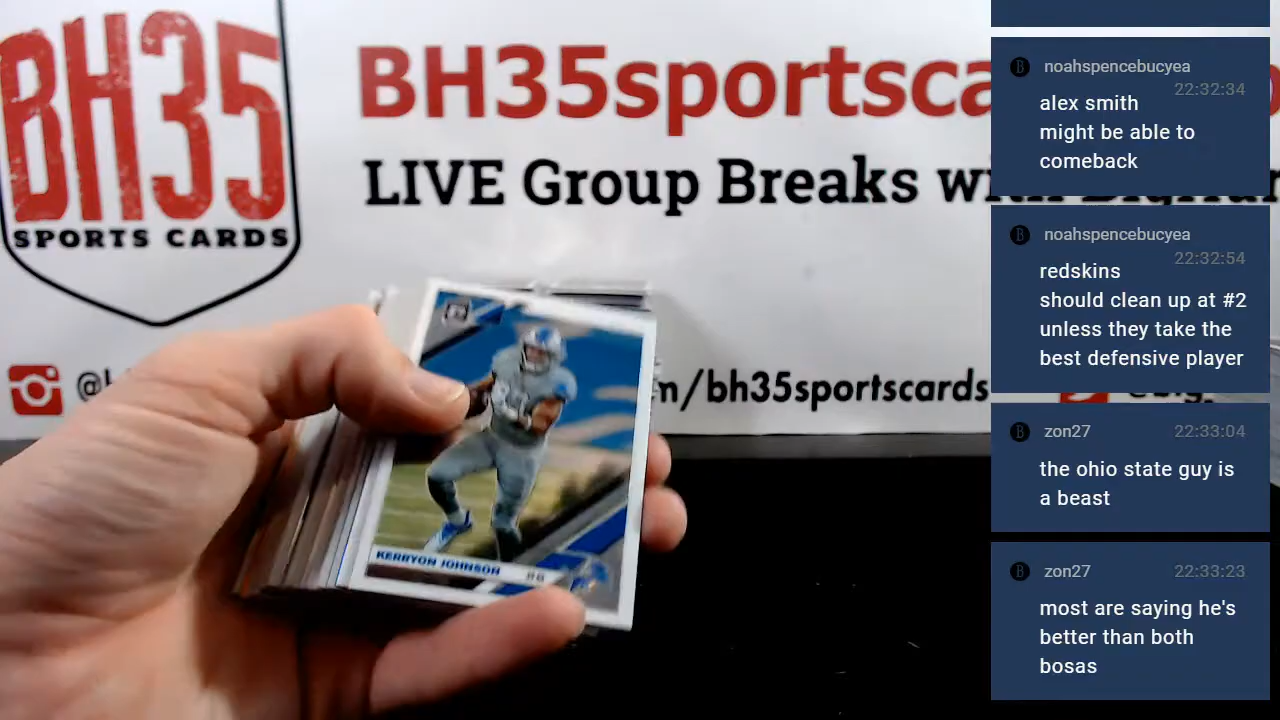 BH35
SPORTS CARDS
BH35sportsca
LIVE Group Breaks with
@
m/bh35sportscards
KERRYON JOHNSON
noahspencebucyea
22:32:34
alex smith
might be able to
comeback
noahspencebucyea
22:32:54
redskins
should clean up at #2
unless they take the
best defensive player
zon27
22:33:04
the ohio state guy is
a beast
zon27
22:33:23
most are saying he's
better than both
bosas